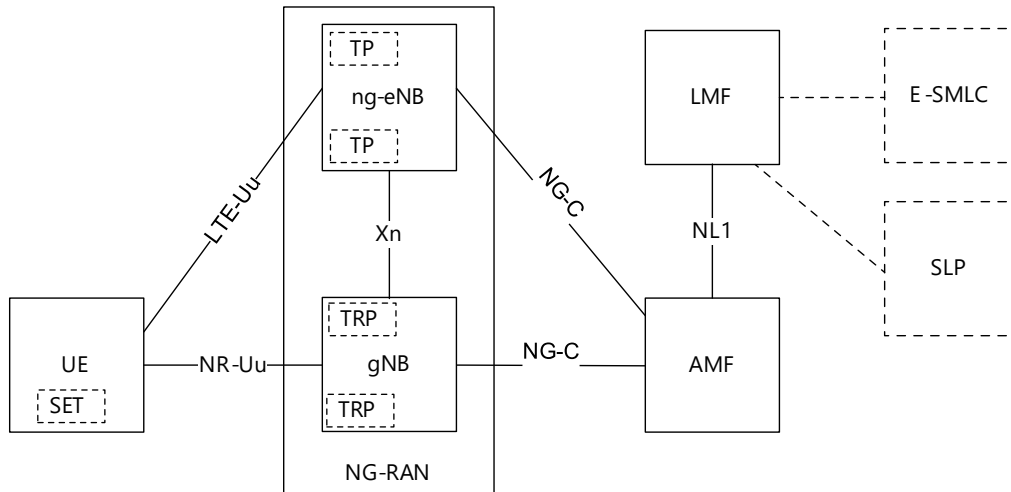 TP
ng-eNB
TP
LMF
E-SMLC
LTE-Uu
NG-C
Xn
NL1
SLP
UE
SET
NR-Uu
TRP
gNB
TRP
NG-C
AMF
NG-RAN